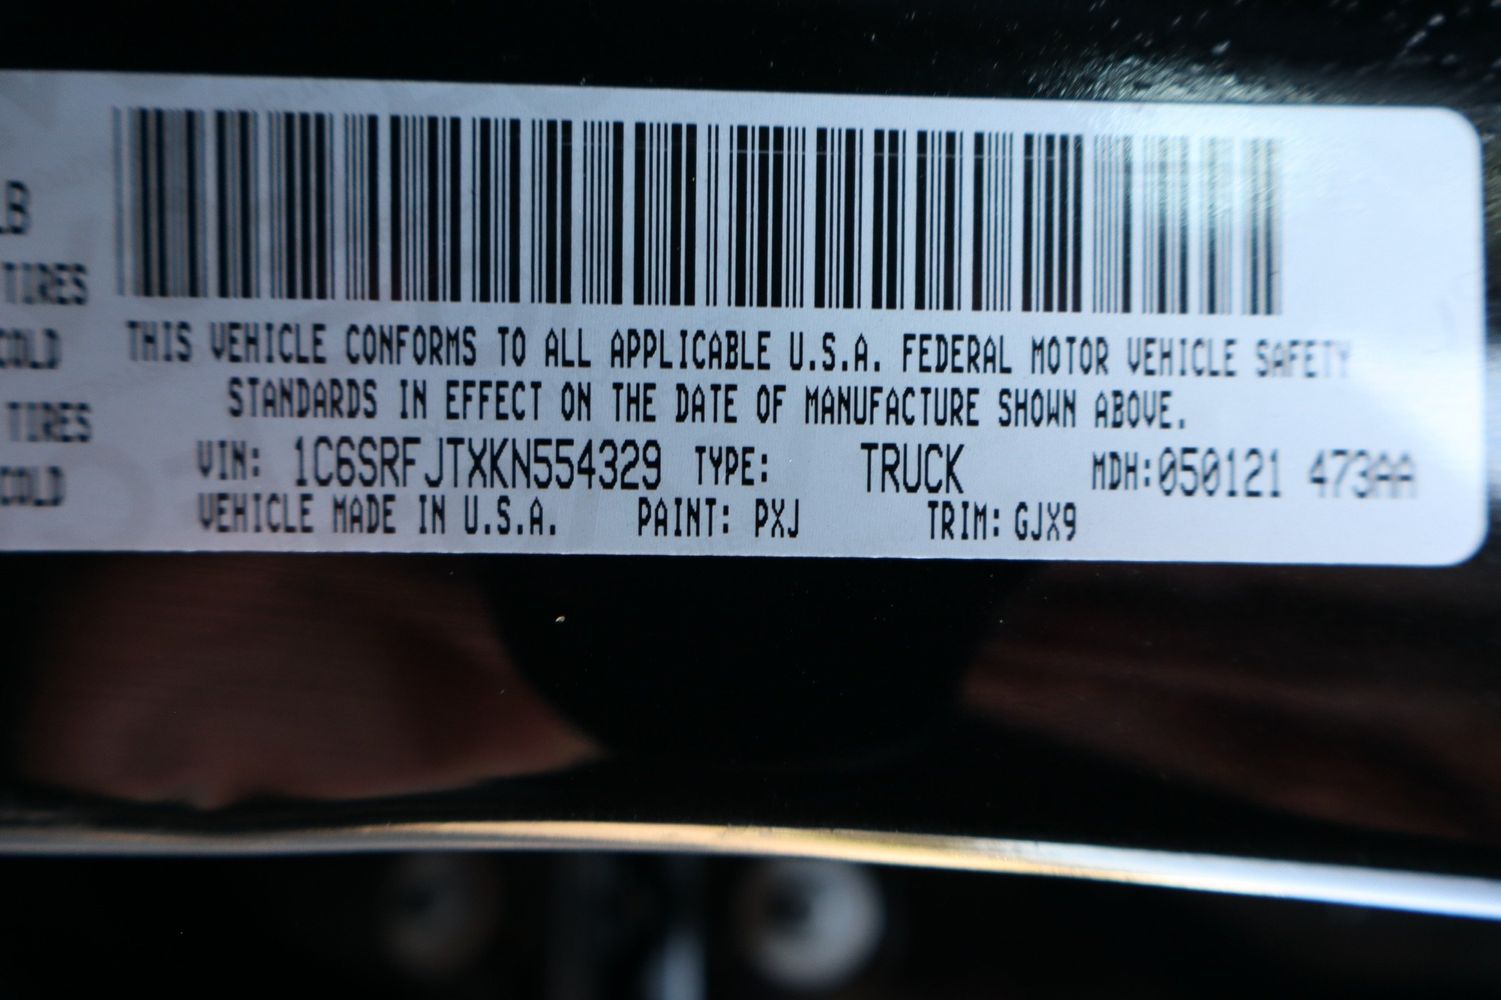 LB
TIRES
COLD
TIRES
COLD
THIS VEHICLE CONFORMS TO ALL APPLICABLE U.S.A. FEDERAL MOTOR VEHICLE SAFETY
STANDARDS IN EFFECT ON THE DATE OF MANUFACTURE SHOWN ABOVE.
VIN: 1C6SRFJTXKN554329 TYPE: TRUCK MDH:050121 473AA
VEHICLE MADE IN U.S.A. PAINT: PXJ TRIM: GJX9